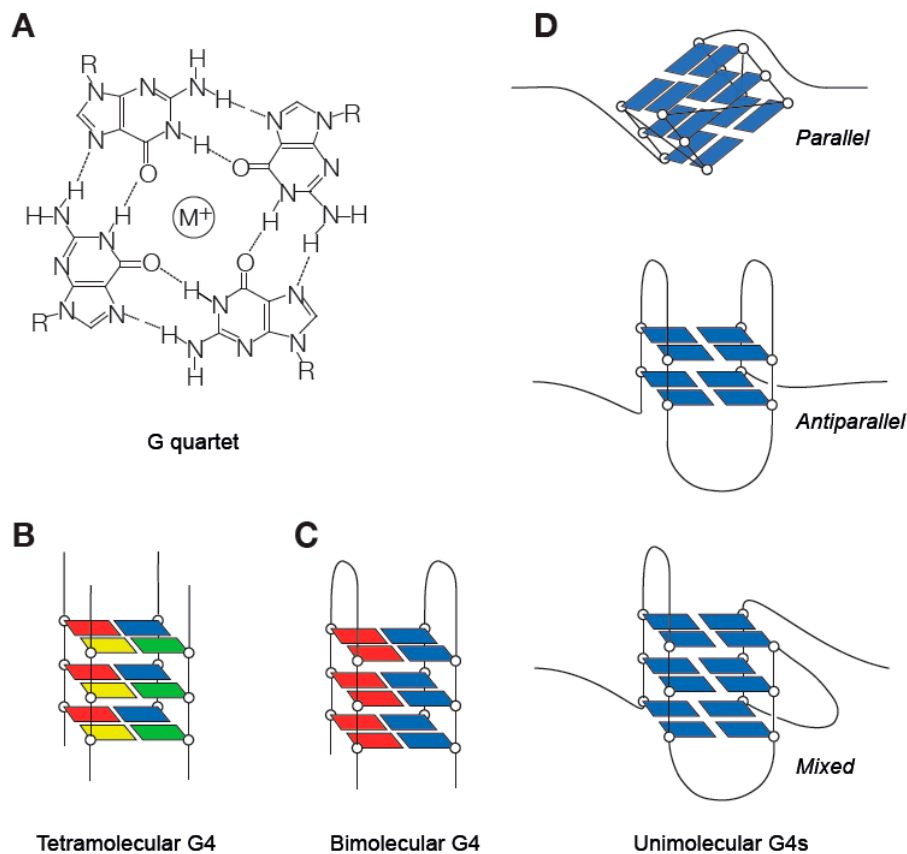 A
D
R
H
N
N
N
H
N
H
N
N
R
N
O
O
N
H
N
N
H
N
H
M+
H
N
H
N
H
N
O
O
H
N
N
N
N
R
H
N
N
N
H
R
G quartet
Parallel
Antiparallel
B
C
Mixed
Tetramolecular G4
Bimolecular G4
Unimolecular G4s